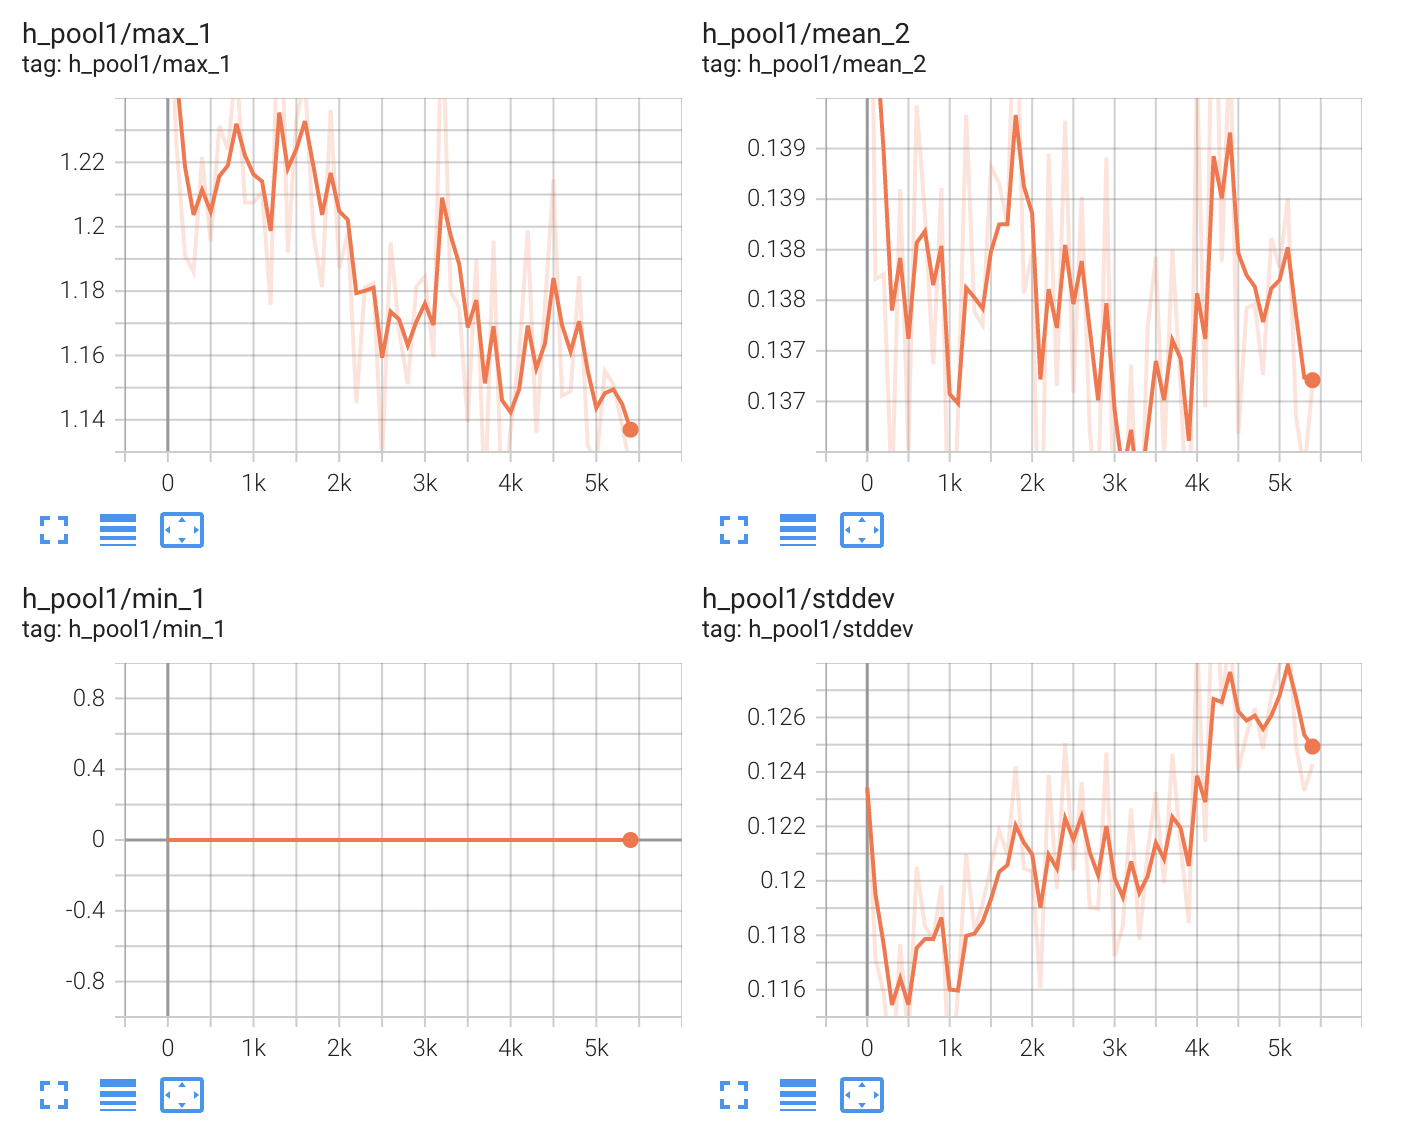 h_pool1/max_1
tag: h_pool1/max_1
1.22
1.2
1.18
1.16
1.14
0 1k 2k 3k 4k 5k
h_pool1/mean_2
tag: h_pool1/mean_2
0.139
0.139
0.138
0.138
0.137
0.137
0 1k 2k 3k 4k 5k
h_pool1/min_1
tag: h_pool1/min_1
0.8
0.4
0
-0.4
-0.8
0 1k 2k 3k 4k 5k
h_pool1/stddev
tag: h_pool1/stddev
0.126
0.124
0.122
0.12
0.118
0.116
0 1k 2k 3k 4k 5k